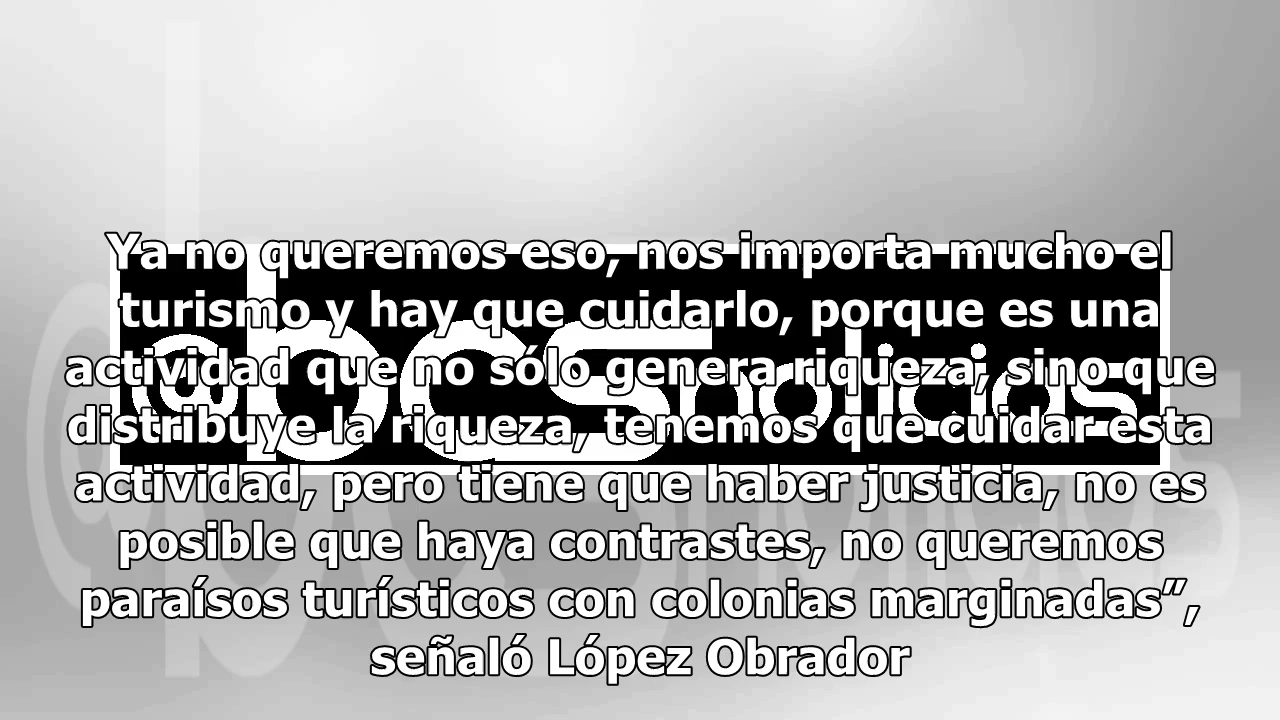 Ya no queremos eso, nos importa mucho el
turismo y hay que cuidarlo, porque es una
actividad que no sólo genera riqueza, sino que
distribuye la riqueza, tenemos que cuidar esta
actividad, pero tiene que haber justicia, no es
posible que haya contrastes, no queremos
paraísos turísticos con colonias marginadas”,
señaló López Obrador
@bcsnoticias
@bcsnoticias